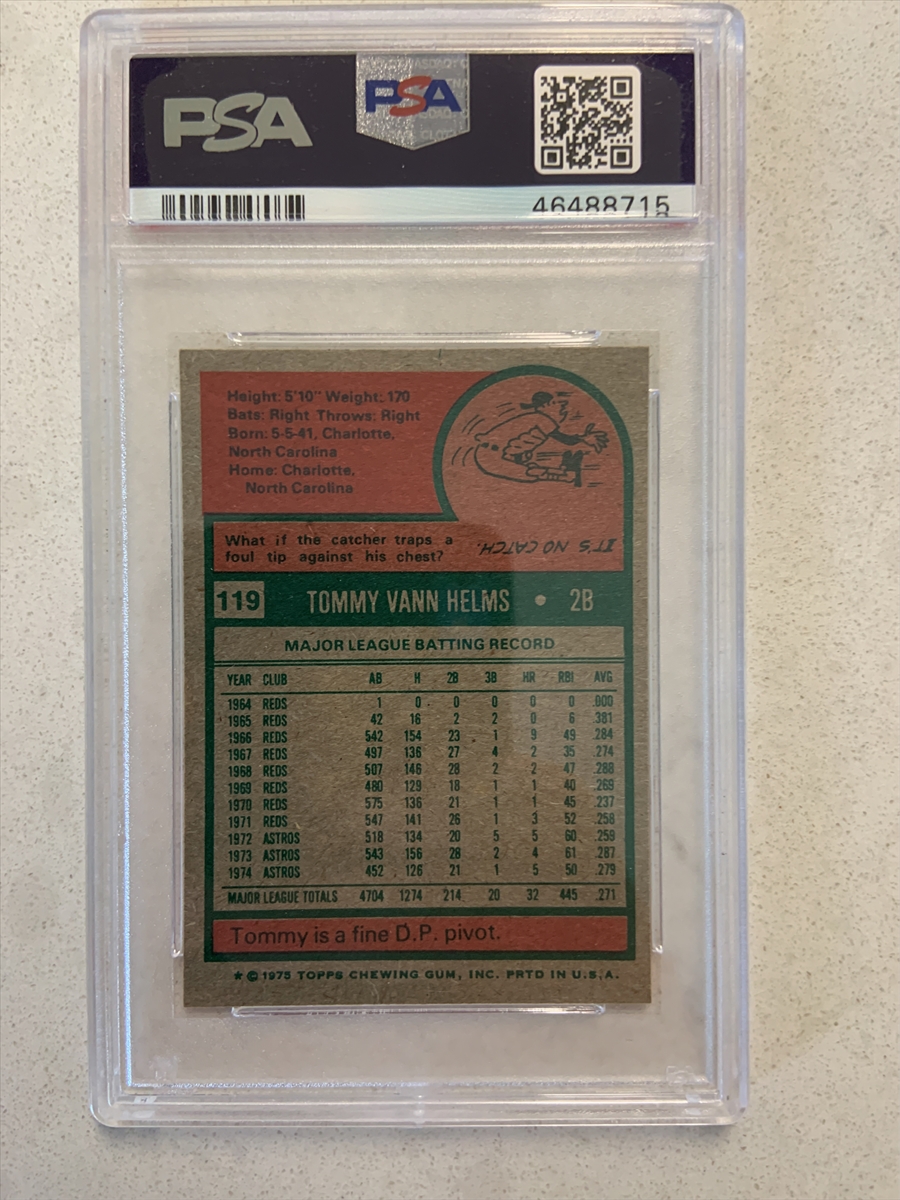 PSA
PSA
46488715
Height: 5'10" Weight: 170
Bats: Right Throws: Right
Born: 5-5-41, Charlotte,
North Carolina
Home: Charlotte,
North Carolina
What if the catcher traps a
foul tip against his chest?
IT'S NO CATCH.
119 TOMMY VANN HELMS • 2B
MAJOR LEAGUE BATTING RECORD
YEAR CLUB AB H 2B 3B HR RBI AVG
1964 REDS 1 0 0 0 0 0 .000
1965 REDS 42 16 2 2 0 6 .381
1966 REDS 542 154 23 1 9 49 .284
1967 REDS 497 136 27 4 2 35 .274
1968 REDS 507 146 28 2 2 47 .288
1969 REDS 480 129 18 1 1 40 .269
1970 REDS 575 136 21 1 1 45 .237
1971 REDS 547 141 26 1 3 52 .258
1972 ASTROS 518 134 20 5 5 60 .259
1973 ASTROS 543 156 28 2 4 61 .287
1974 ASTROS 452 126 21 1 5 50 .279
MAJOR LEAGUE TOTALS 4704 1274 214 20 32 445 .271
Tommy is a fine D.P. pivot.
* © 1975 TOPPS CHEWING GUM, INC. PRTD IN U.S.A.